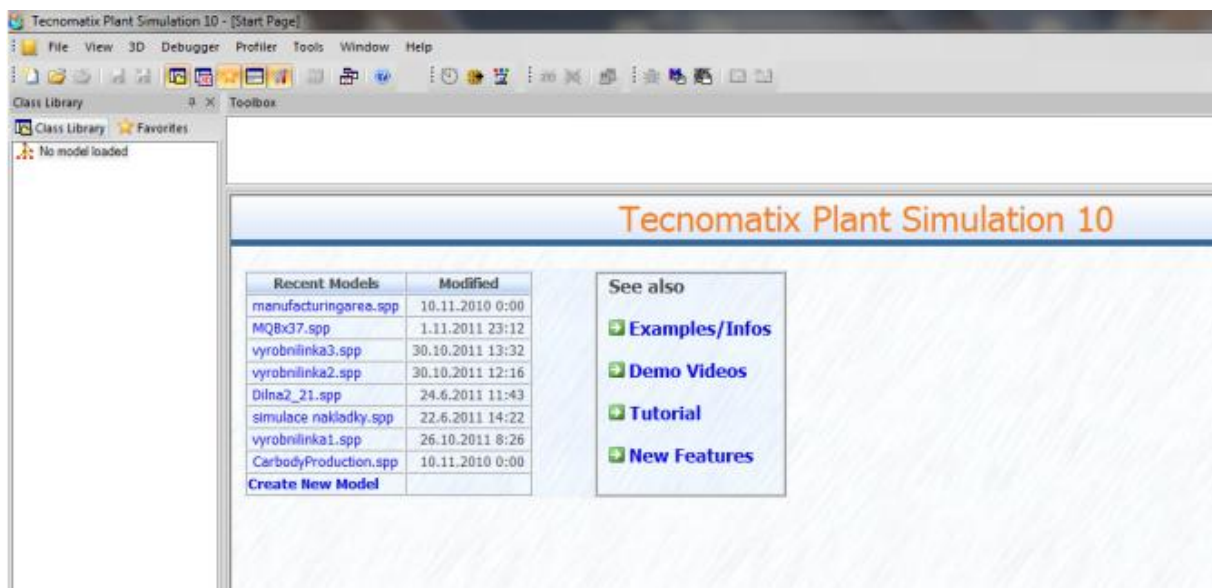 Tecnomatix Plant Simulation 10 - [Start Page]
File View 3D Debugger Profiler Tools Window Help
Class Library
Toolbox
Class Library Favorites
No model loaded
Tecnomatix Plant Simulation 10
Recent Models Modified
manufacturingarea.spp 10.11.2010 0:00
MQBx37.spp 1.11.2011 23:12
vyrobnilinka3.spp 30.10.2011 13:32
vyrobnilinka2.spp 30.10.2011 12:16
Dilna2_21.spp 24.6.2011 11:43
simulace nakladky.spp 22.6.2011 14:22
vyrobnilinka1.spp 26.10.2011 8:26
CarbodyProduction.spp 10.11.2010 0:00
Create New Model
See also
Examples/Infos
Demo Videos
Tutorial
New Features